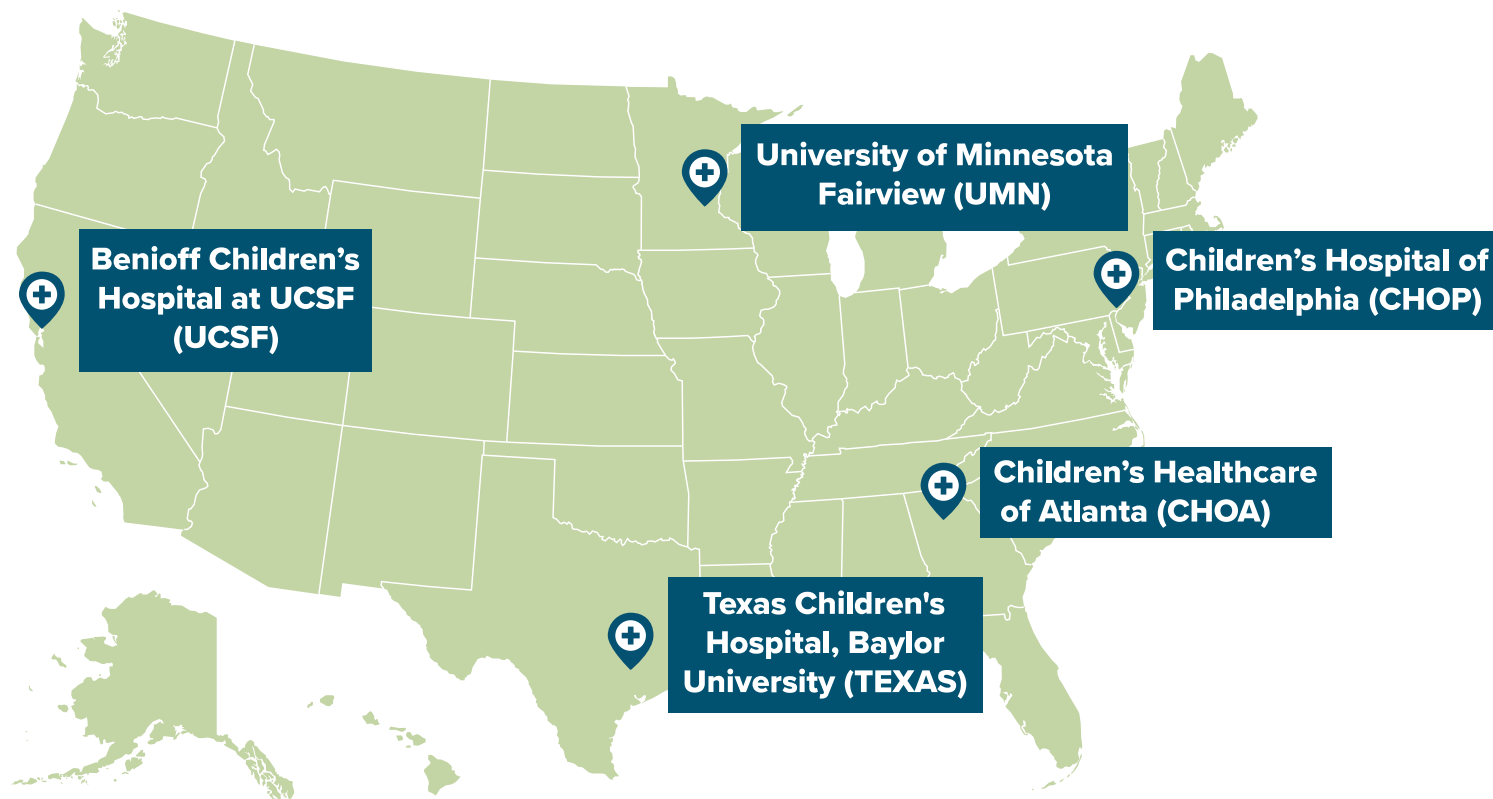 University of Minnesota
Fairview (UMN)
Benioff Children’s
Hospital at UCSF
(UCSF)
Children’s Hospital of
Philadelphia (CHOP)
Children’s Healthcare
of Atlanta (CHOA)
Texas Children's
Hospital, Baylor
University (TEXAS)